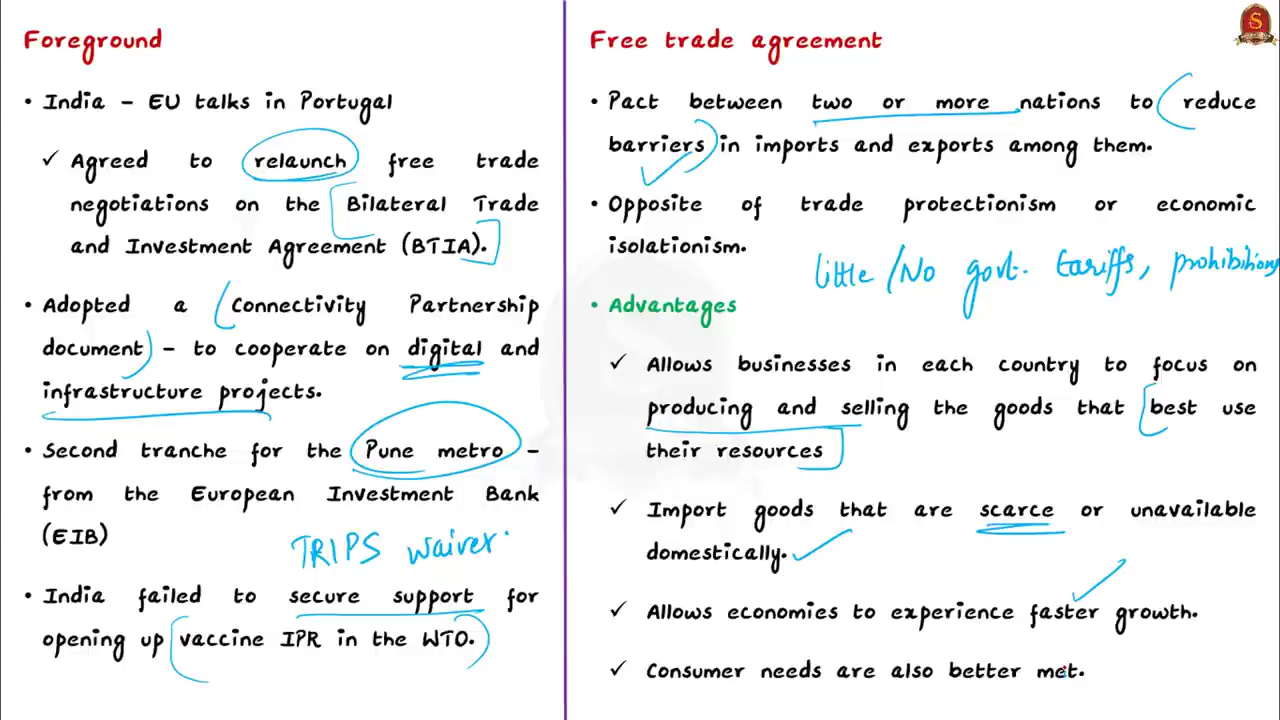 Foreground
• India – EU talks in Portugal
✓ Agreed to relaunch free trade
negotiations on the Bilateral Trade
and Investment Agreement (BTIA).
• Adopted a Connectivity Partnership
document – to cooperate on digital and
infrastructure projects.
• Second tranche for the Pune metro –
from the European Investment Bank
(EIB)
TRIPS waiver.
• India failed to secure support for
opening up vaccine IPR in the WTO.
Free trade agreement
• Pact between two or more nations to reduce
barriers in imports and exports among them.
• Opposite of trade protectionism or economic
isolationism.
little/No govt. tariffs, prohibitions
• Advantages
✓ Allows businesses in each country to focus on
producing and selling the goods that best use
their resources
✓ Import goods that are scarce or unavailable
domestically.
✓ Allows economies to experience faster growth.
✓ Consumer needs are also better met.
S